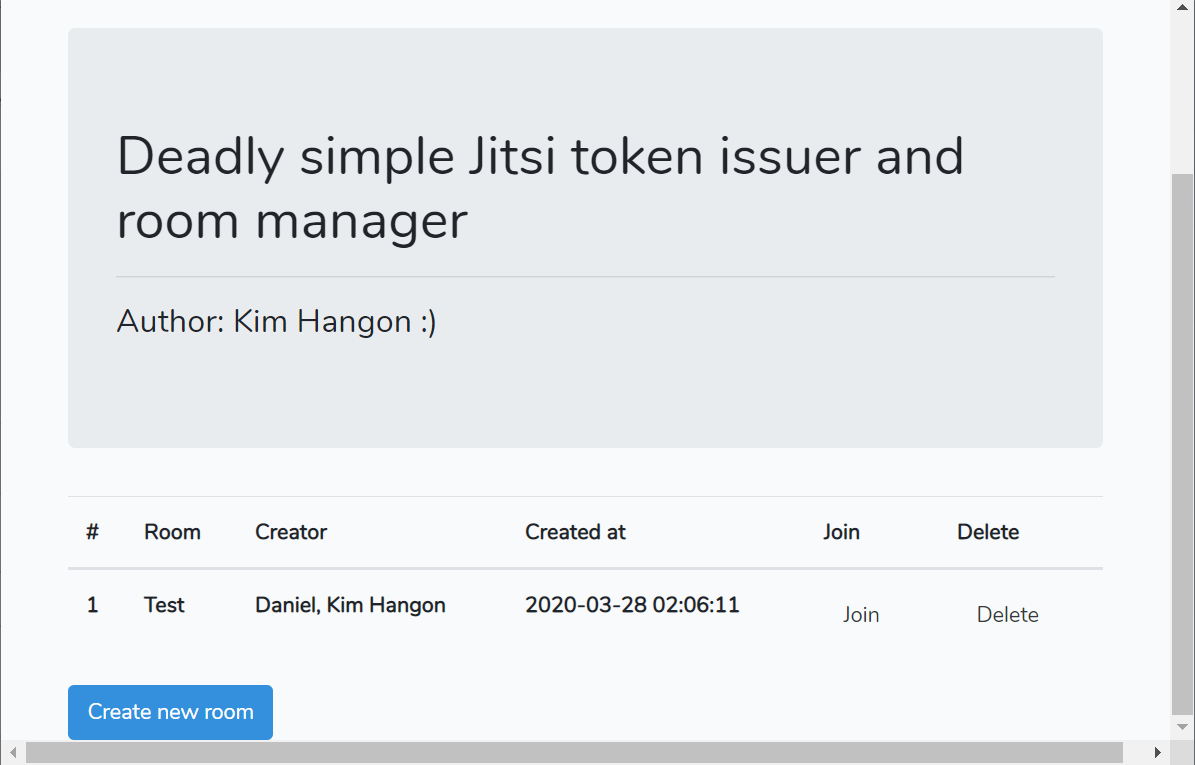 Deadly simple Jitsi token issuer and
room manager
Author: Kim Hangon :)
# Room Creator Created at Join Delete
1 Test Daniel, Kim Hangon 2020-03-28 02:06:11 Join Delete
Create new room